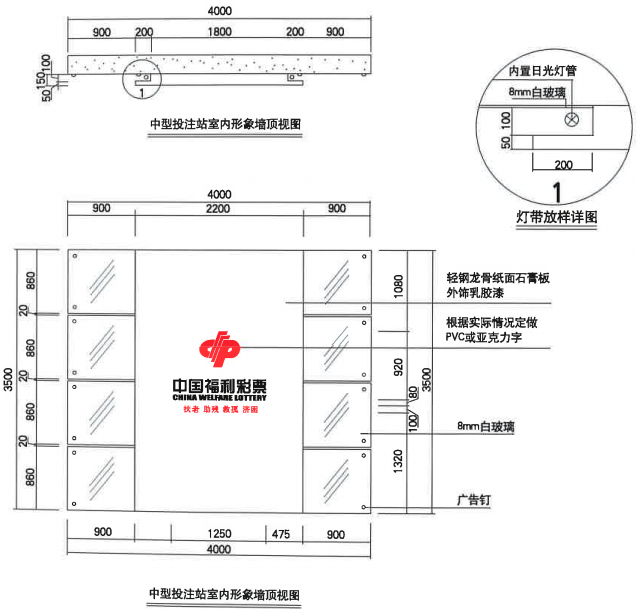 4000
900
200
1800
200
900
100
150
50
1
中型投注站室内形象墙顶视图
内置日光灯管
8mm白玻璃
100
50
200
1
灯带放样详图
4000
900
2200
900
860
20
860
20
860
20
860
3500
1080
920
80
100
1320
3500
轻钢龙骨纸面石膏板
外饰乳胶漆
根据实际情况定做
PVC或亚克力字
8mm白玻璃
广告钉
中国福利彩票
CHINA WELFARE LOTTERY
扶老 助残 救孤 济困
900
1250
475
900
4000
中型投注站室内形象墙顶视图